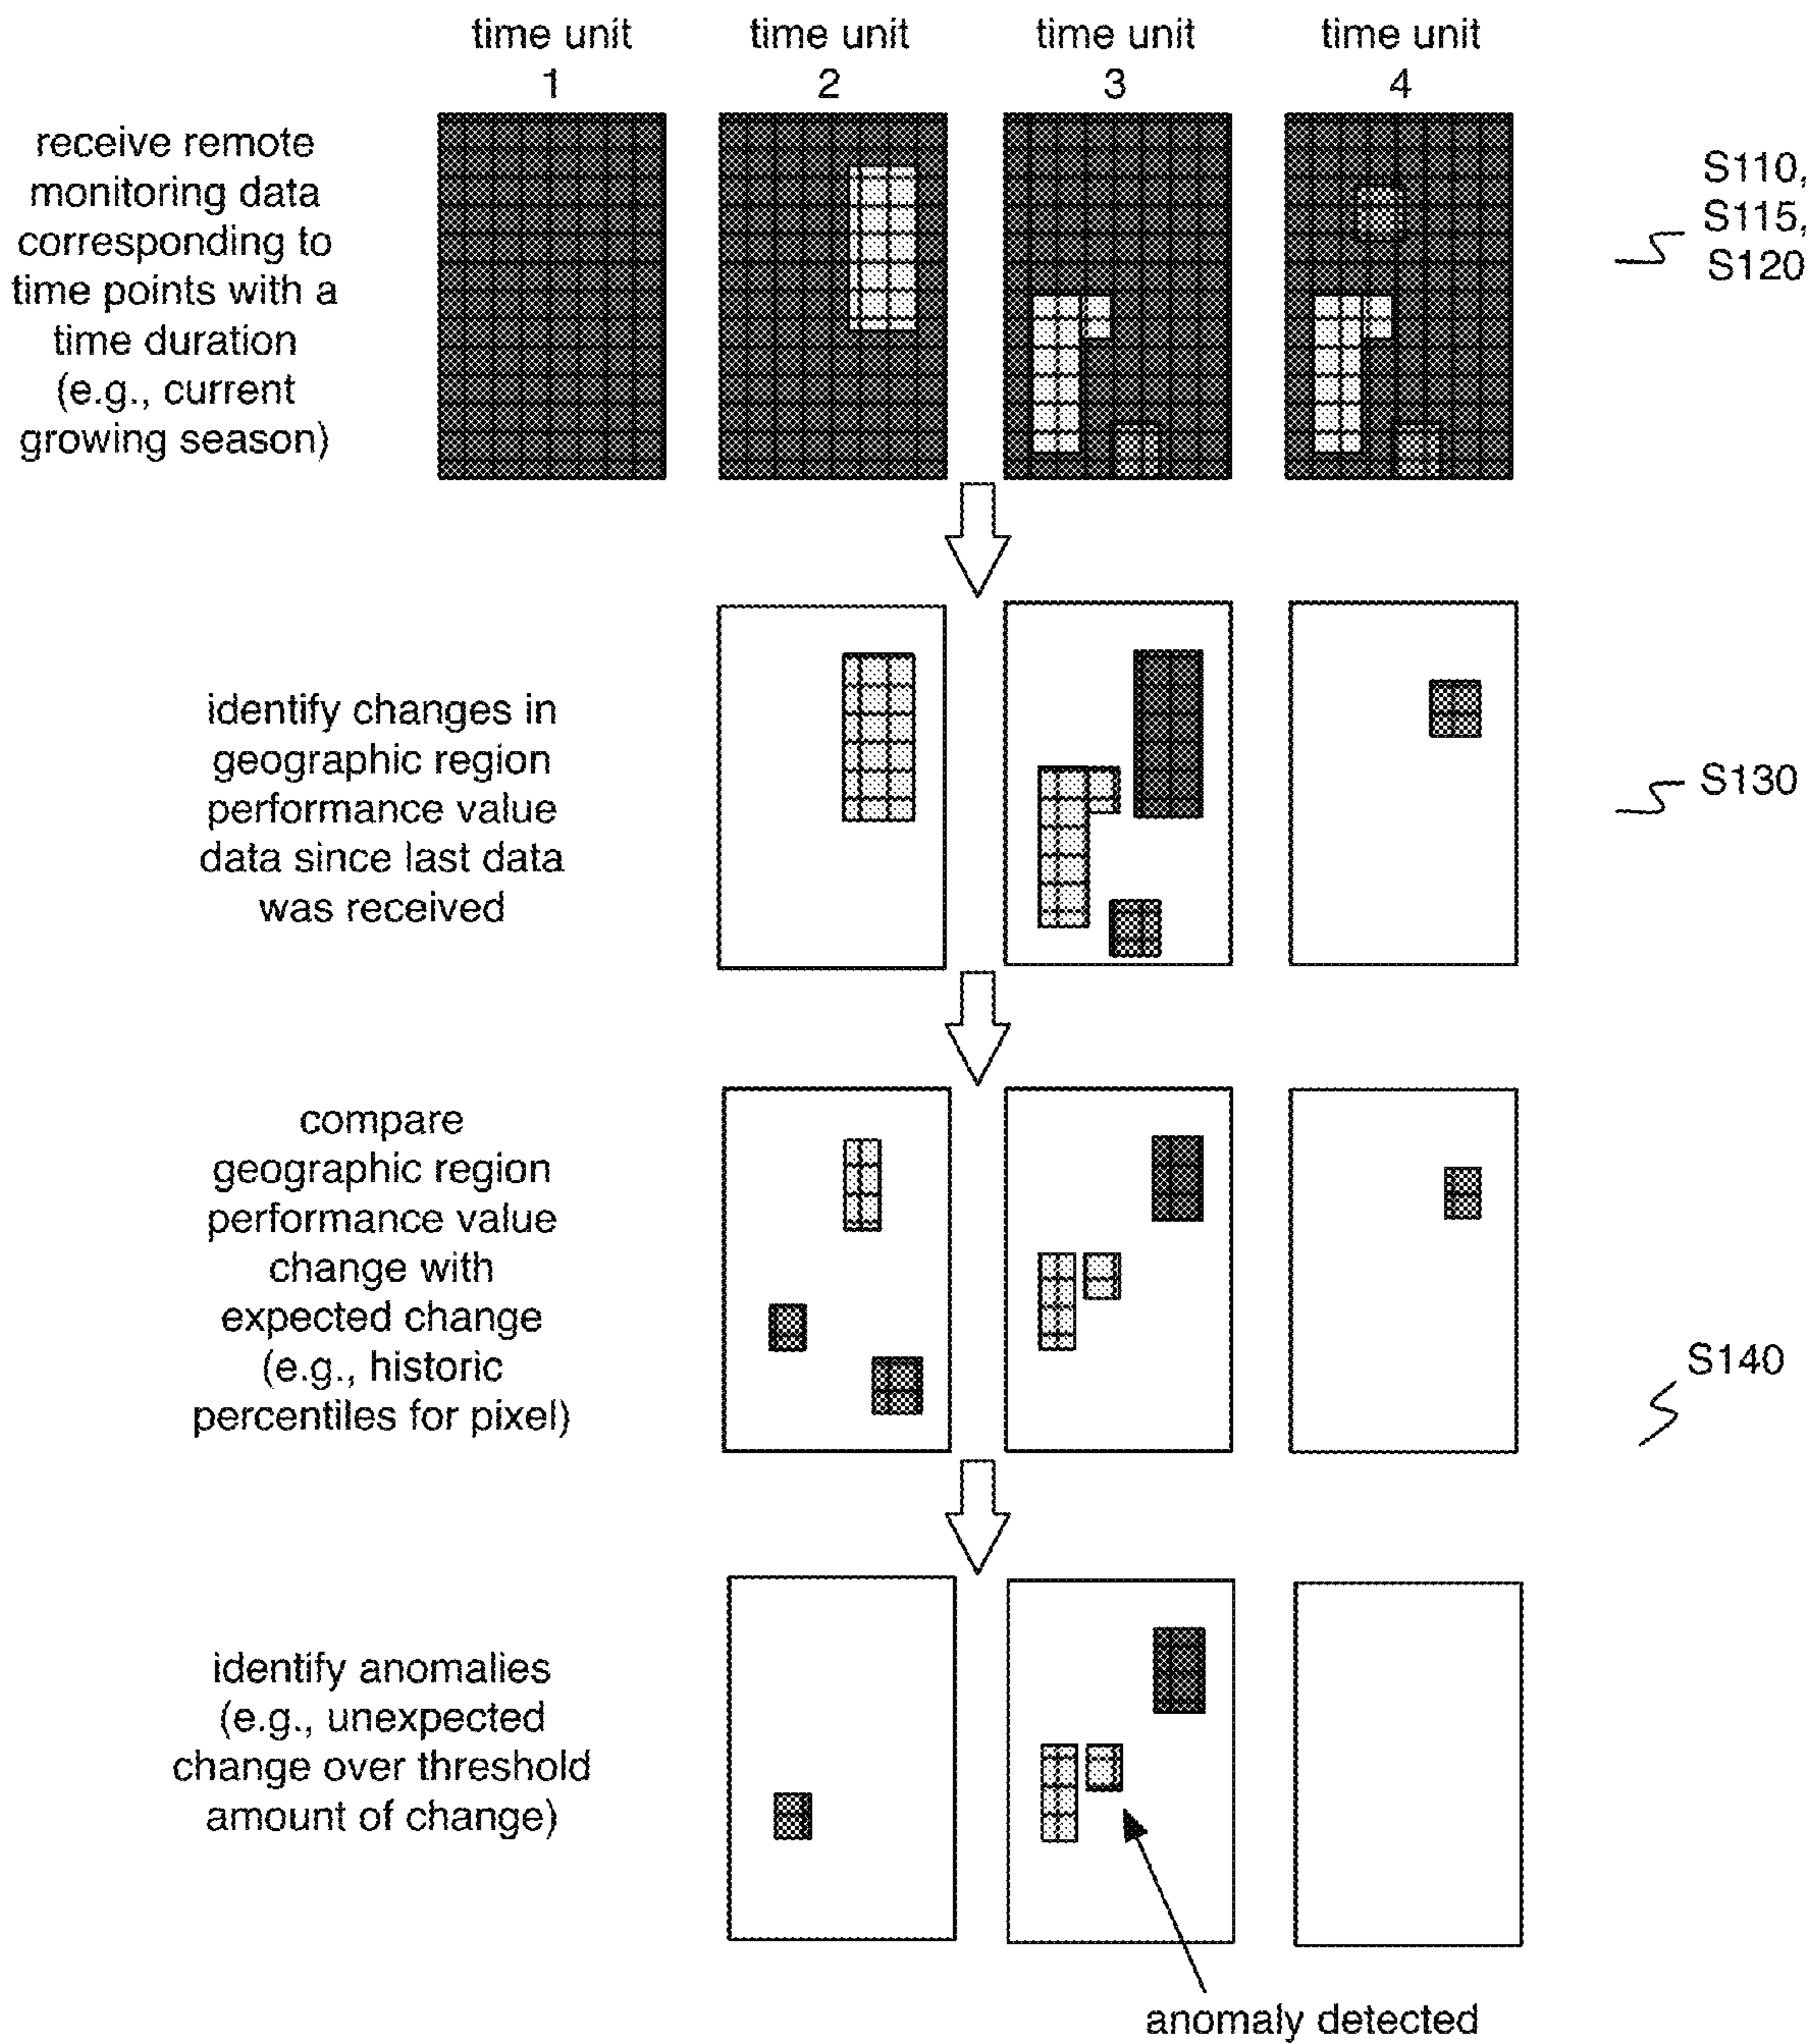 time unit
1
time unit
2
time unit
3
time unit
4
receive remote
monitoring data
corresponding to
time points with a
time duration
(e.g., current
growing season)
S110,
S115,
S120
identify changes in
geographic region
performance value
data since last data
was received
S130
compare
geographic region
performance value
change with
expected change
(e.g., historic
percentiles for pixel)
S140
identify anomalies
(e.g., unexpected
change over threshold
amount of change)
anomaly detected